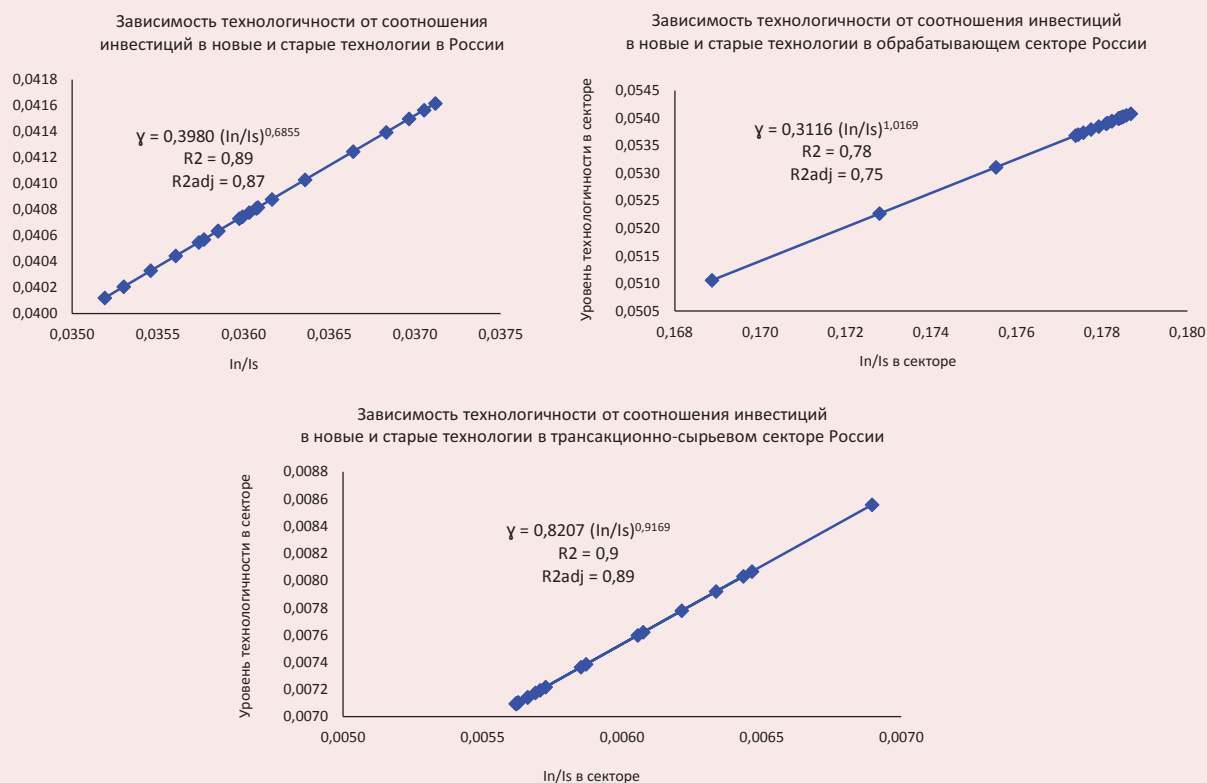 Зависимость технологичности от соотношения
инвестиций в новые и старые технологии в России
0,0418
0,0416
0,0414
0,0412
0,0410
0,0408
0,0406
0,0404
0,0402
0,0400
ɣ = 0,3980 (In/Is)^0,6855
R2 = 0,89
R2adj = 0,87
0,0350 0,0355 0,0360 0,0365 0,0370 0,0375
In/Is
Зависимость технологичности от соотношения инвестиций
в новые и старые технологии в обрабатывающем секторе России
Уровень технологичности в секторе
0,0545
0,0540
0,0535
0,0530
0,0525
0,0520
0,0515
0,0510
0,0505
ɣ = 0,3116 (In/Is)^1,0169
R2 = 0,78
R2adj = 0,75
0,168 0,170 0,172 0,174 0,176 0,178 0,180
In/Is в секторе
Зависимость технологичности от соотношения инвестиций
в новые и старые технологии в трансакционно-сырьевом секторе России
Уровень технологичности в секторе
0,0088
0,0086
0,0084
0,0082
0,0080
0,0078
0,0076
0,0074
0,0072
0,0070
ɣ = 0,8207 (In/Is)^0,9169
R2 = 0,9
R2adj = 0,89
0,0050 0,0055 0,0060 0,0065 0,0070
In/Is в секторе